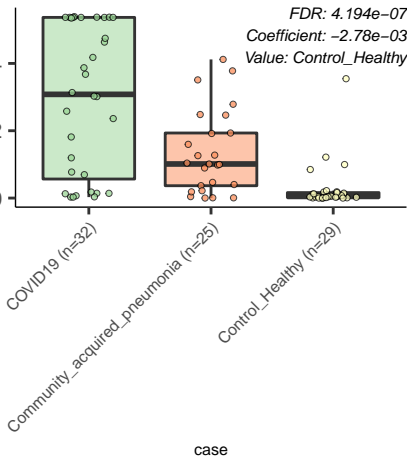 FDR: 4.194e−07
Coefficient: −2.78e−03
Value: Control_Healthy
COVID19 (n=32)
Community_acquired_pneumonia (n=25)
Control_Healthy (n=29)
case